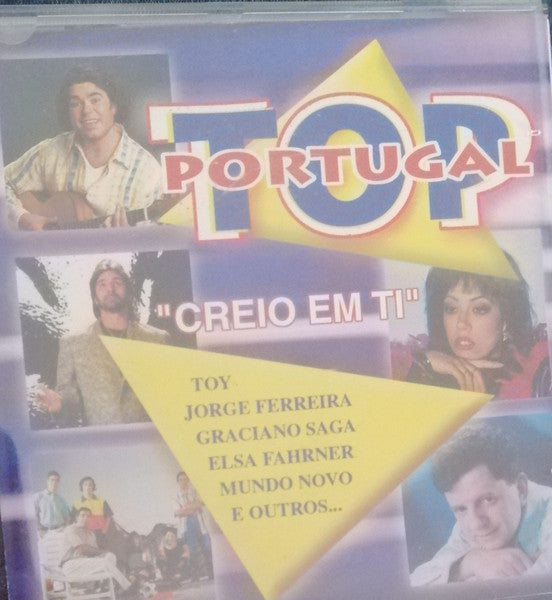 TOP
PORTUGAL
"CREIO EM TI"
TOY
JORGE FERREIRA
GRACIANO SAGA
ELSA FAHRNER
MUNDO NOVO
E OUTROS...